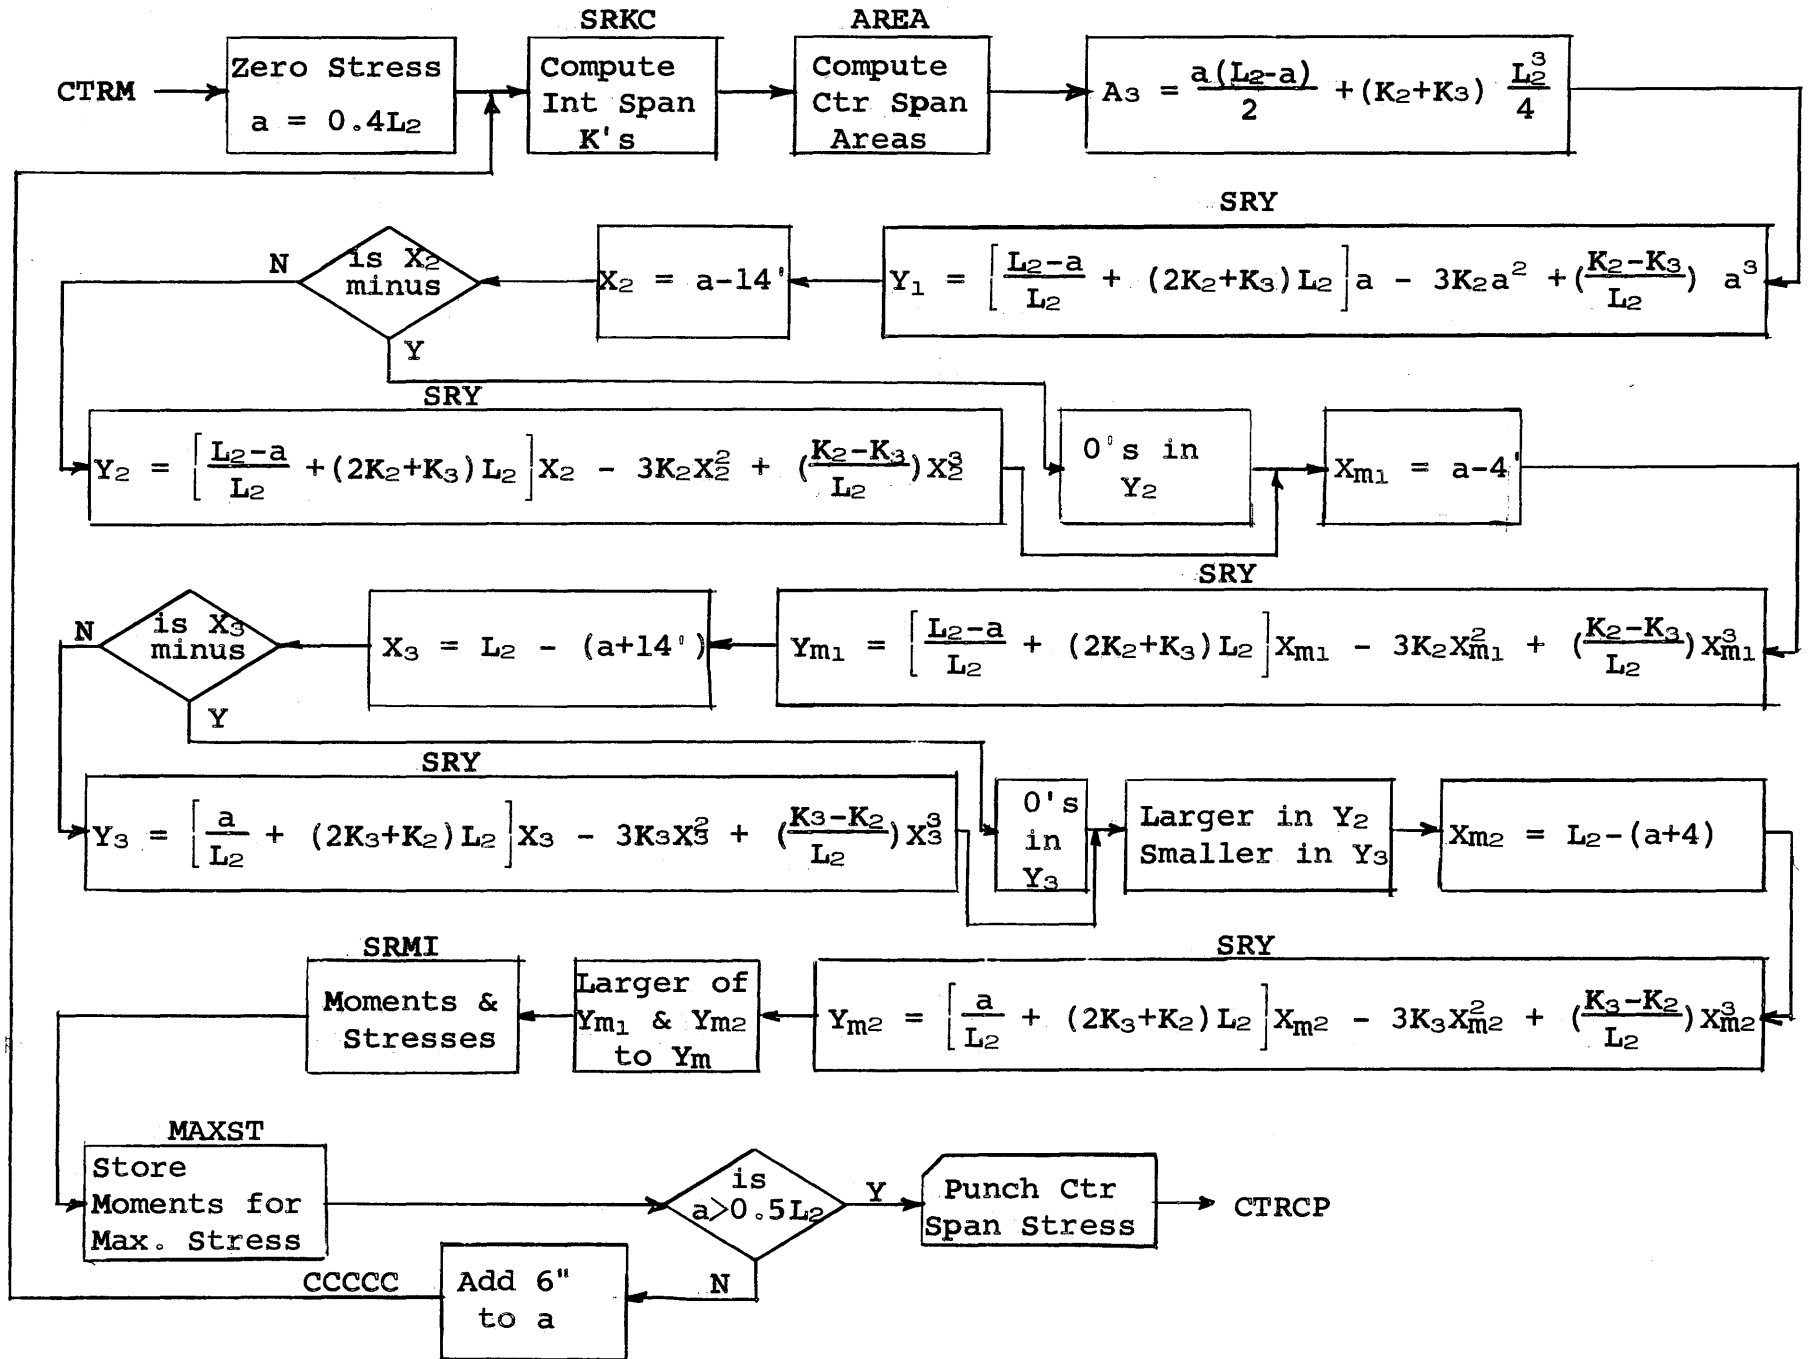 SRKC
AREA
CTRM
Zero Stress
a = 0.4L₂
Compute
Int Span
K's
Compute
Ctr Span
Areas
A₃ = a(L₂-a)/2 + (K₂+K₃) L₂³/4
SRY
Y₁ = [L₂-a/L₂ + (2K₂+K₃)L₂]a - 3K₂a² + (K₂-K₃/L₂) a³
X₂ = a-14'
is X₂
minus
N
Y
SRY
Y₂ = [L₂-a/L₂ + (2K₂+K₃)L₂]X₂ - 3K₂X₂² + (K₂-K₃/L₂)X₂³
0's in
Y₂
Xm₁ = a-4'
SRY
Ym₁ = [L₂-a/L₂ + (2K₂+K₃)L₂]Xm₁ - 3K₂Xm₁² + (K₂-K₃/L₂)Xm₁³
X₃ = L₂ - (a+14')
is X₃
minus
N
Y
SRY
Y₃ = [a/L₂ + (2K₃+K₂)L₂]X₃ - 3K₃X₃² + (K₃-K₂/L₂)X₃³
0's
in
Y₃
Larger in Y₂
Smaller in Y₃
Xm₂ = L₂-(a+4)
SRY
Ym₂ = [a/L₂ + (2K₃+K₂)L₂]Xm₂ - 3K₃Xm₂² + (K₃-K₂/L₂)Xm₂³
Larger of
Ym₁ & Ym₂
to Ym
SRMI
Moments &
Stresses
MAXST
Store
Moments for
Max. Stress
is
a>0.5L₂
Y
N
Punch Ctr
Span Stress
CTRCP
Add 6"
to a
CCCCC